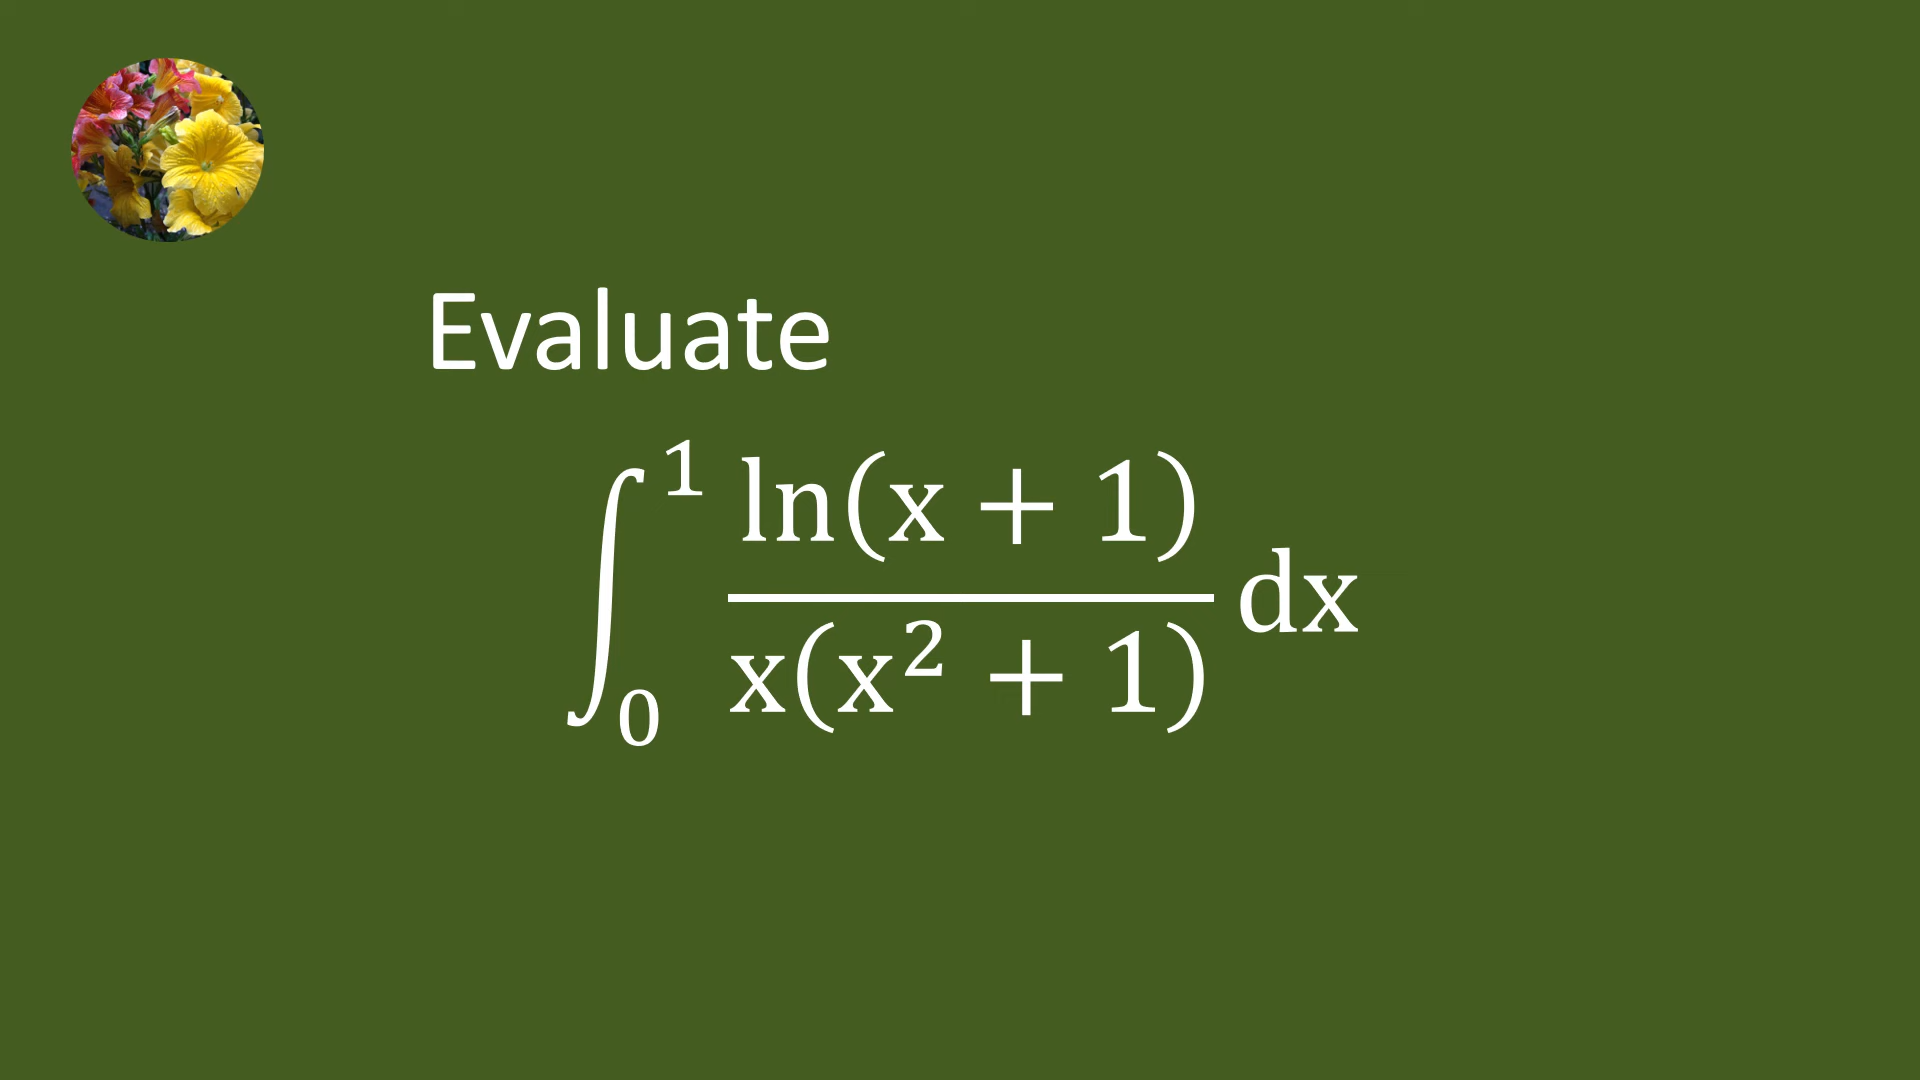 Evaluate
∫₀¹ ln(x + 1) / x(x² + 1) dx